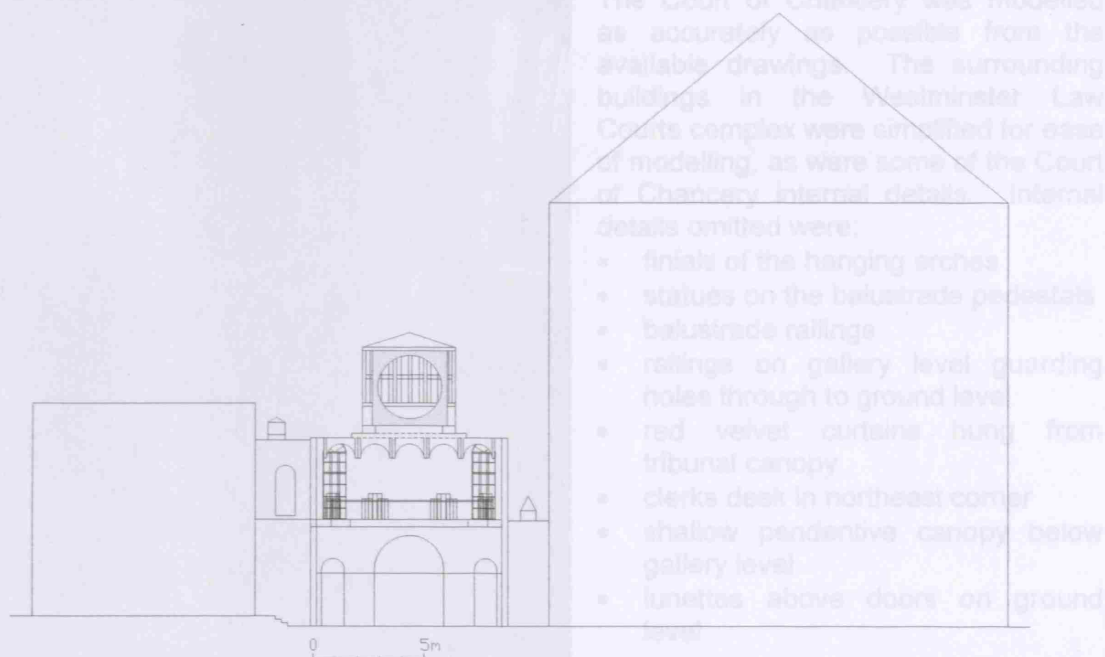 The Court of Chancery was modelled
as accurately as possible from the
available drawings. The surrounding
buildings in the Westminster Law
Courts complex were simplified for ease
of modelling, as were some of the Court
of Chancery internal details. Internal
details omitted were:
• finials of the hanging arches
• statues on the balustrade pedestals
• balustrade railings
• railings on gallery level guarding
holes through to ground level
• red velvet curtains hung from
tribunal canopy
• clerks desk in northeast corner
• shallow pendentive canopy below
gallery level
• lunettes above doors on ground
level
0 5m